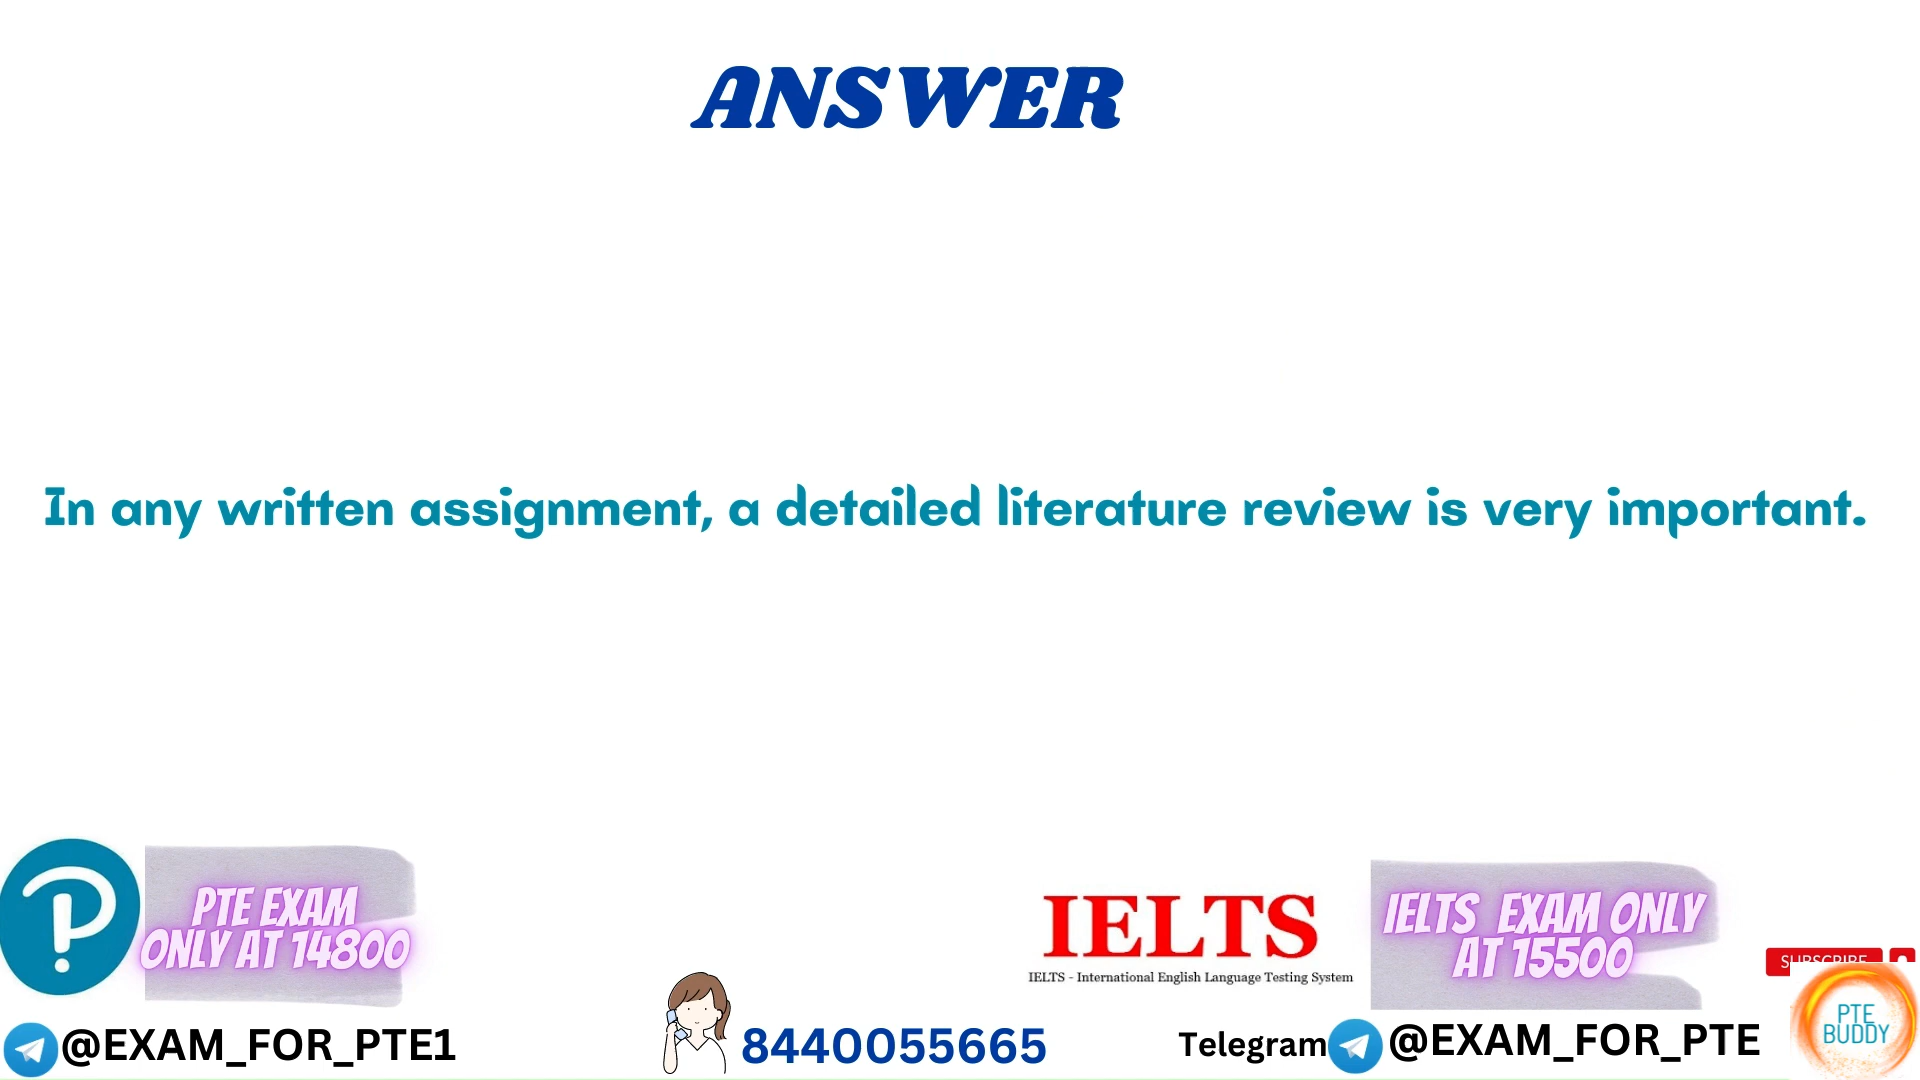 ANSWER
In any written assignment, a detailed literature review is very important.
PTE EXAM
ONLY AT 14800
IELTS
IELTS - International English Language Testing System
IELTS EXAM ONLY
AT 15500
SUBSCRIBE
PTE
BUDDY
@EXAM_FOR_PTE1
8440055665
Telegram
@EXAM_FOR_PTE